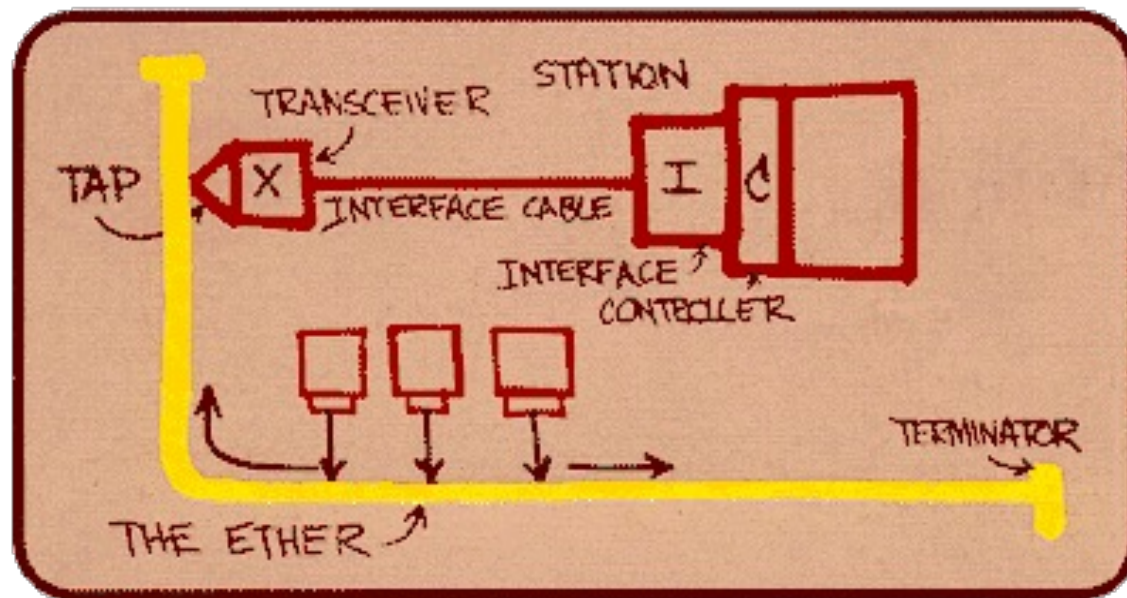 STATION
TRANSCEIVER
TAP
X
I
C
INTERFACE CABLE
INTERFACE
CONTROLLER
TERMINATOR
THE ETHER